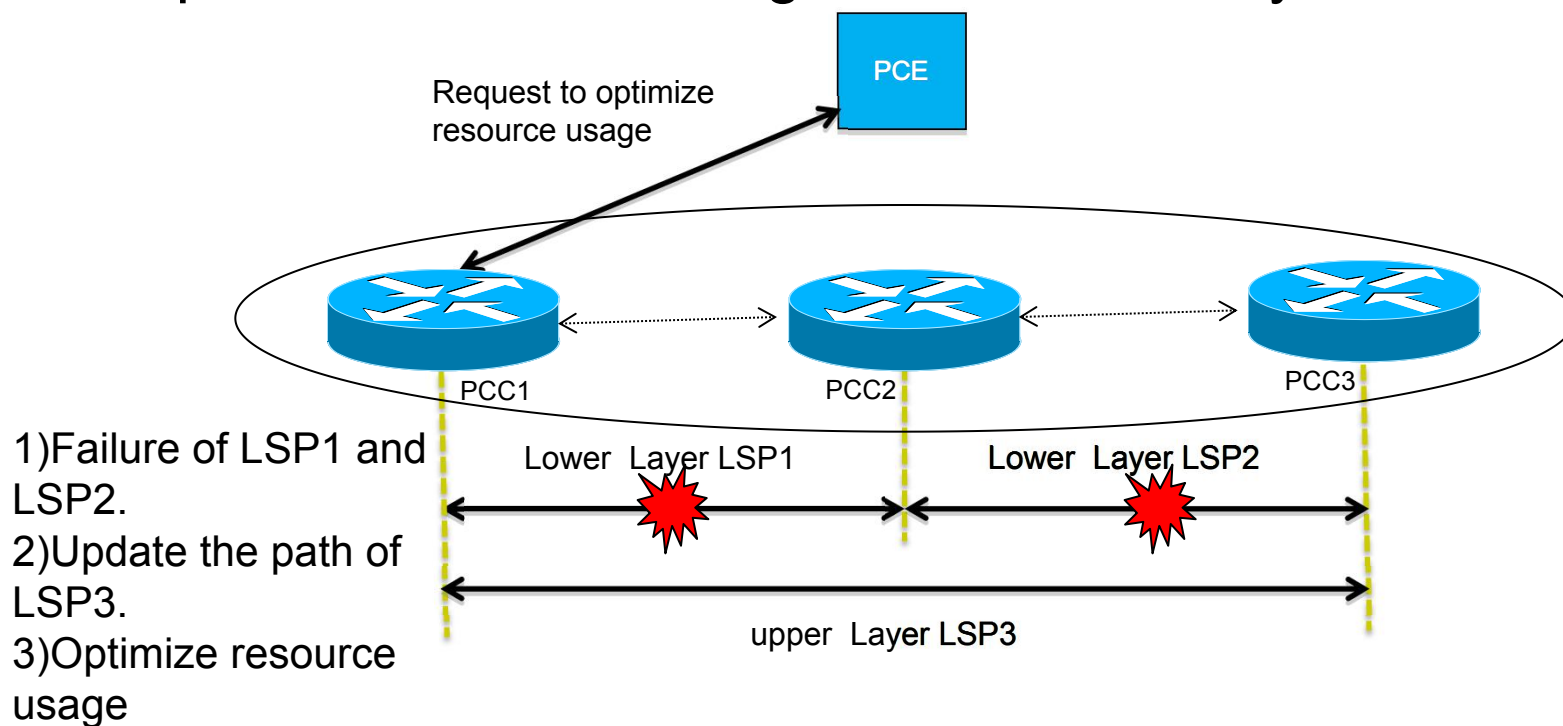 PCE
Request to optimize
resource usage
PCC1
PCC2
PCC3
1)Failure of LSP1 and
LSP2.
2)Update the path of
LSP3.
3)Optimize resource
usage
Lower Layer LSP1
Lower Layer LSP2
upper Layer LSP3